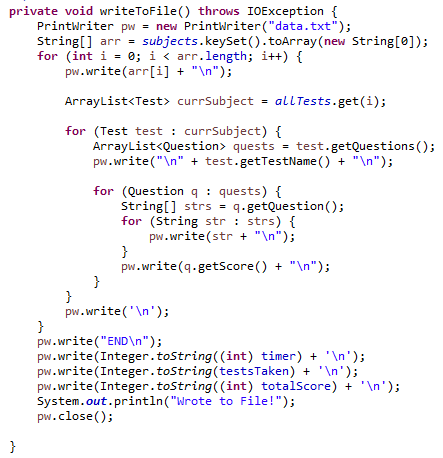 private void writeToFile() throws IOException {
    PrintWriter pw = new PrintWriter("data.txt");
    String[] arr = subjects.keySet().toArray(new String[0]);
    for (int i = 0; i < arr.length; i++) {
        pw.write(arr[i] + "\n");

        ArrayList<Test> currSubject = allTests.get(i);

        for (Test test : currSubject) {
            ArrayList<Question> quests = test.getQuestions();
            pw.write("\n" + test.getTestName() + "\n");

            for (Question q : quests) {
                String[] strs = q.getQuestion();
                for (String str : strs) {
                    pw.write(str + "\n");
                }
                pw.write(q.getScore() + "\n");
            }
        }
        pw.write('\n');
    }
    pw.write("END\n");
    pw.write(Integer.toString((int) timer) + '\n');
    pw.write(Integer.toString(testsTaken) + '\n');
    pw.write(Integer.toString((int) totalScore) + '\n');
    System.out.println("Wrote to File!");
    pw.close();

}